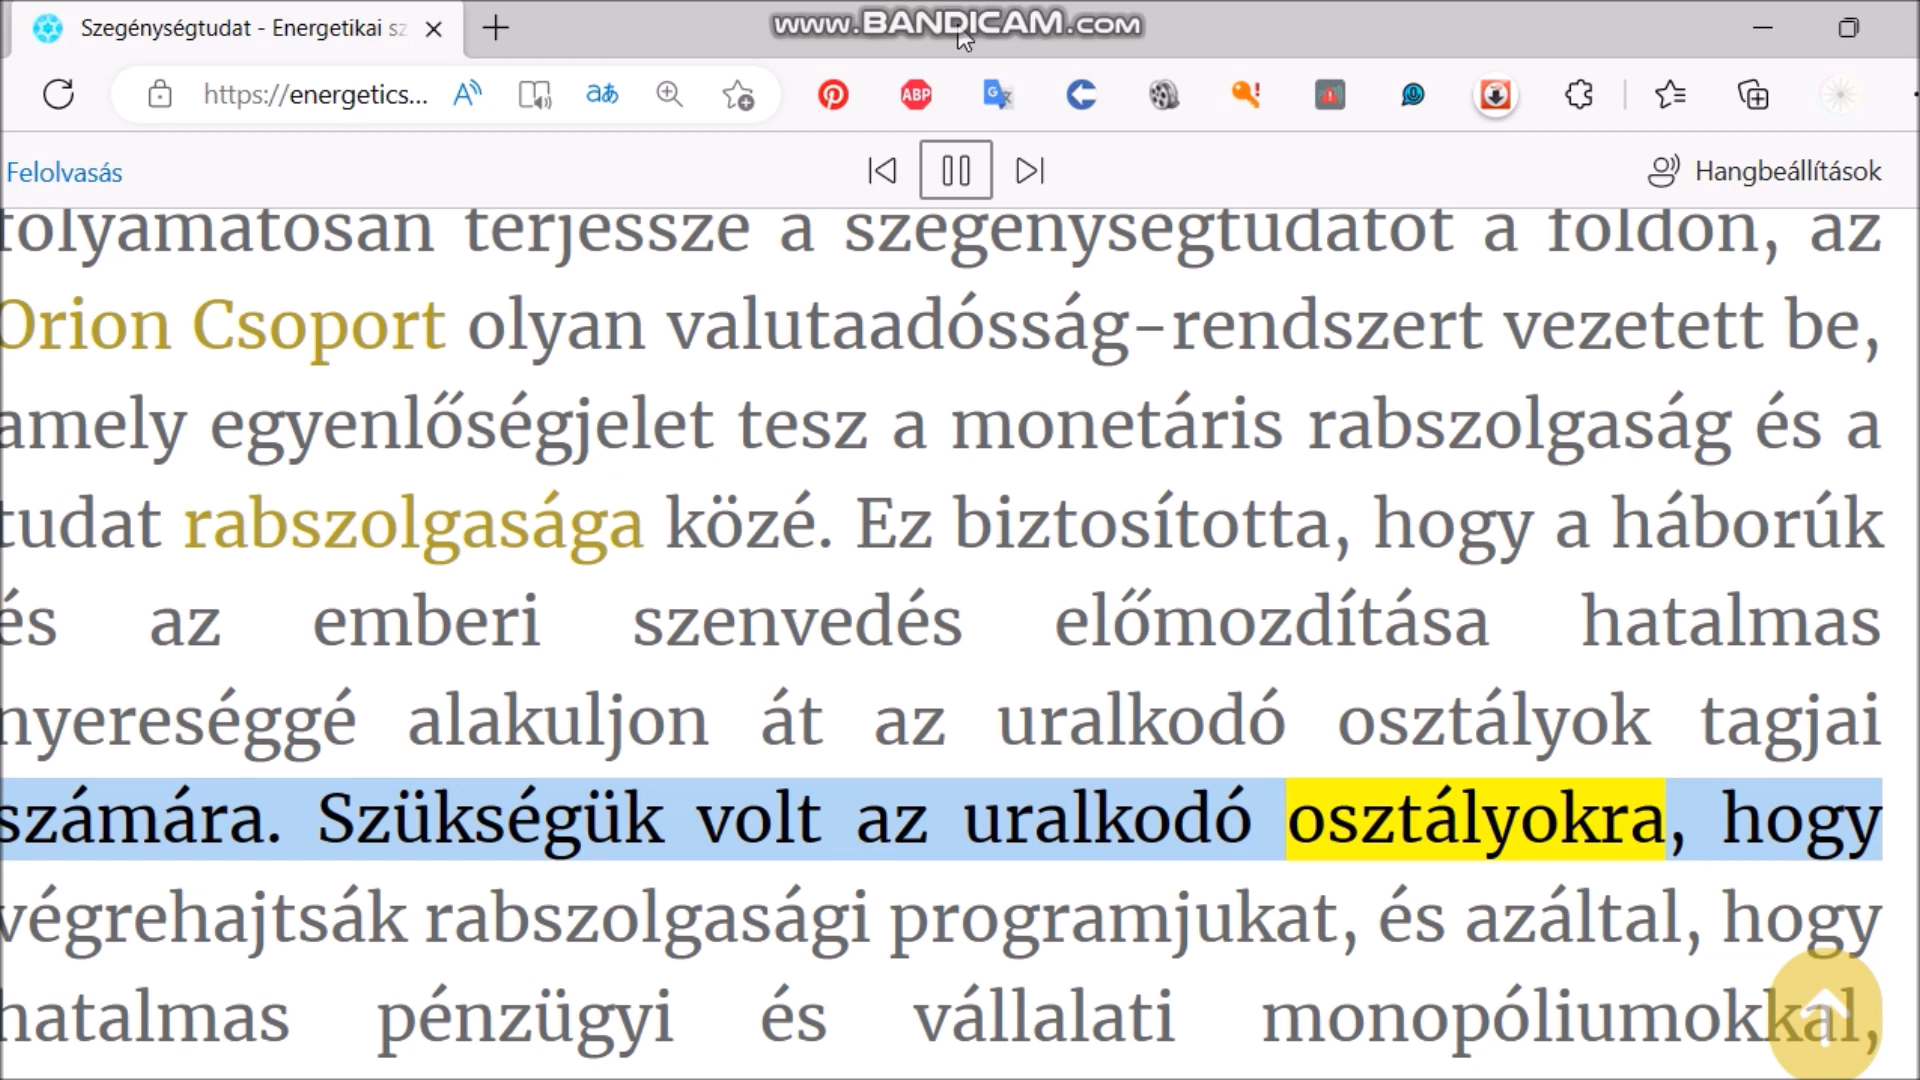 Szegénységtudat - Energetikai sz
www.BANDICAM.com
https://energetics...
Felolvasás
Hangbeállítások
folyamatosan terjessze a szegénységtudatot a földön, az
Orion Csoport olyan valutaadósság-rendszert vezetett be,
amely egyenlőségjelet tesz a monetáris rabszolgaság és a
tudat rabszolgasága közé. Ez biztosította, hogy a háborúk
és az emberi szenvedés előmozdítása hatalmas
nyereséggé alakuljon át az uralkodó osztályok tagjai
számára. Szükségük volt az uralkodó osztályokra, hogy
végrehajtsák rabszolgasági programjukat, és azáltal, hogy
hatalmas pénzügyi és vállalati monopóliumokkal,